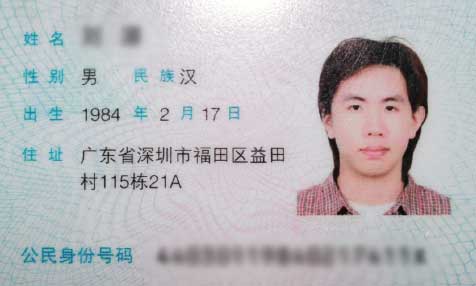 姓 名
性 别 男 民 族 汉
出 生 1984 年 2 月 17 日
住 址 广东省深圳市福田区益田
村115栋21A
公民身份号码